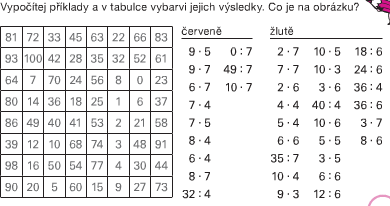 Vypočítej příklady a v tabulce vybarvi jejich výsledky. Co je na obrázku?
81 72 33 45 63 22 66 83
93 100 42 28 35 32 52 61
64 7 70 24 56 8 0 23
80 14 36 18 25 1 6 37
86 49 40 41 53 2 21 58
39 12 10 68 74 3 48 91
98 16 50 54 77 4 30 44
90 20 5 60 15 9 27 73
červeně
9 · 5 0 : 7
9 · 7 49 : 7
6 · 7 10 · 7
7 · 4
7 · 5
8 · 4
6 · 4
8 · 7
32 : 4
žlutě
2 · 7 10 · 5 18 : 6
7 · 7 10 · 3 24 : 6
2 · 6 3 · 6 36 : 4
4 · 4 40 : 4 36 : 6
5 · 4 10 · 6 3 · 7
6 · 6 5 · 5 8 · 6
35 : 7 3 · 5
10 · 4 6 : 6
9 · 3 12 : 6